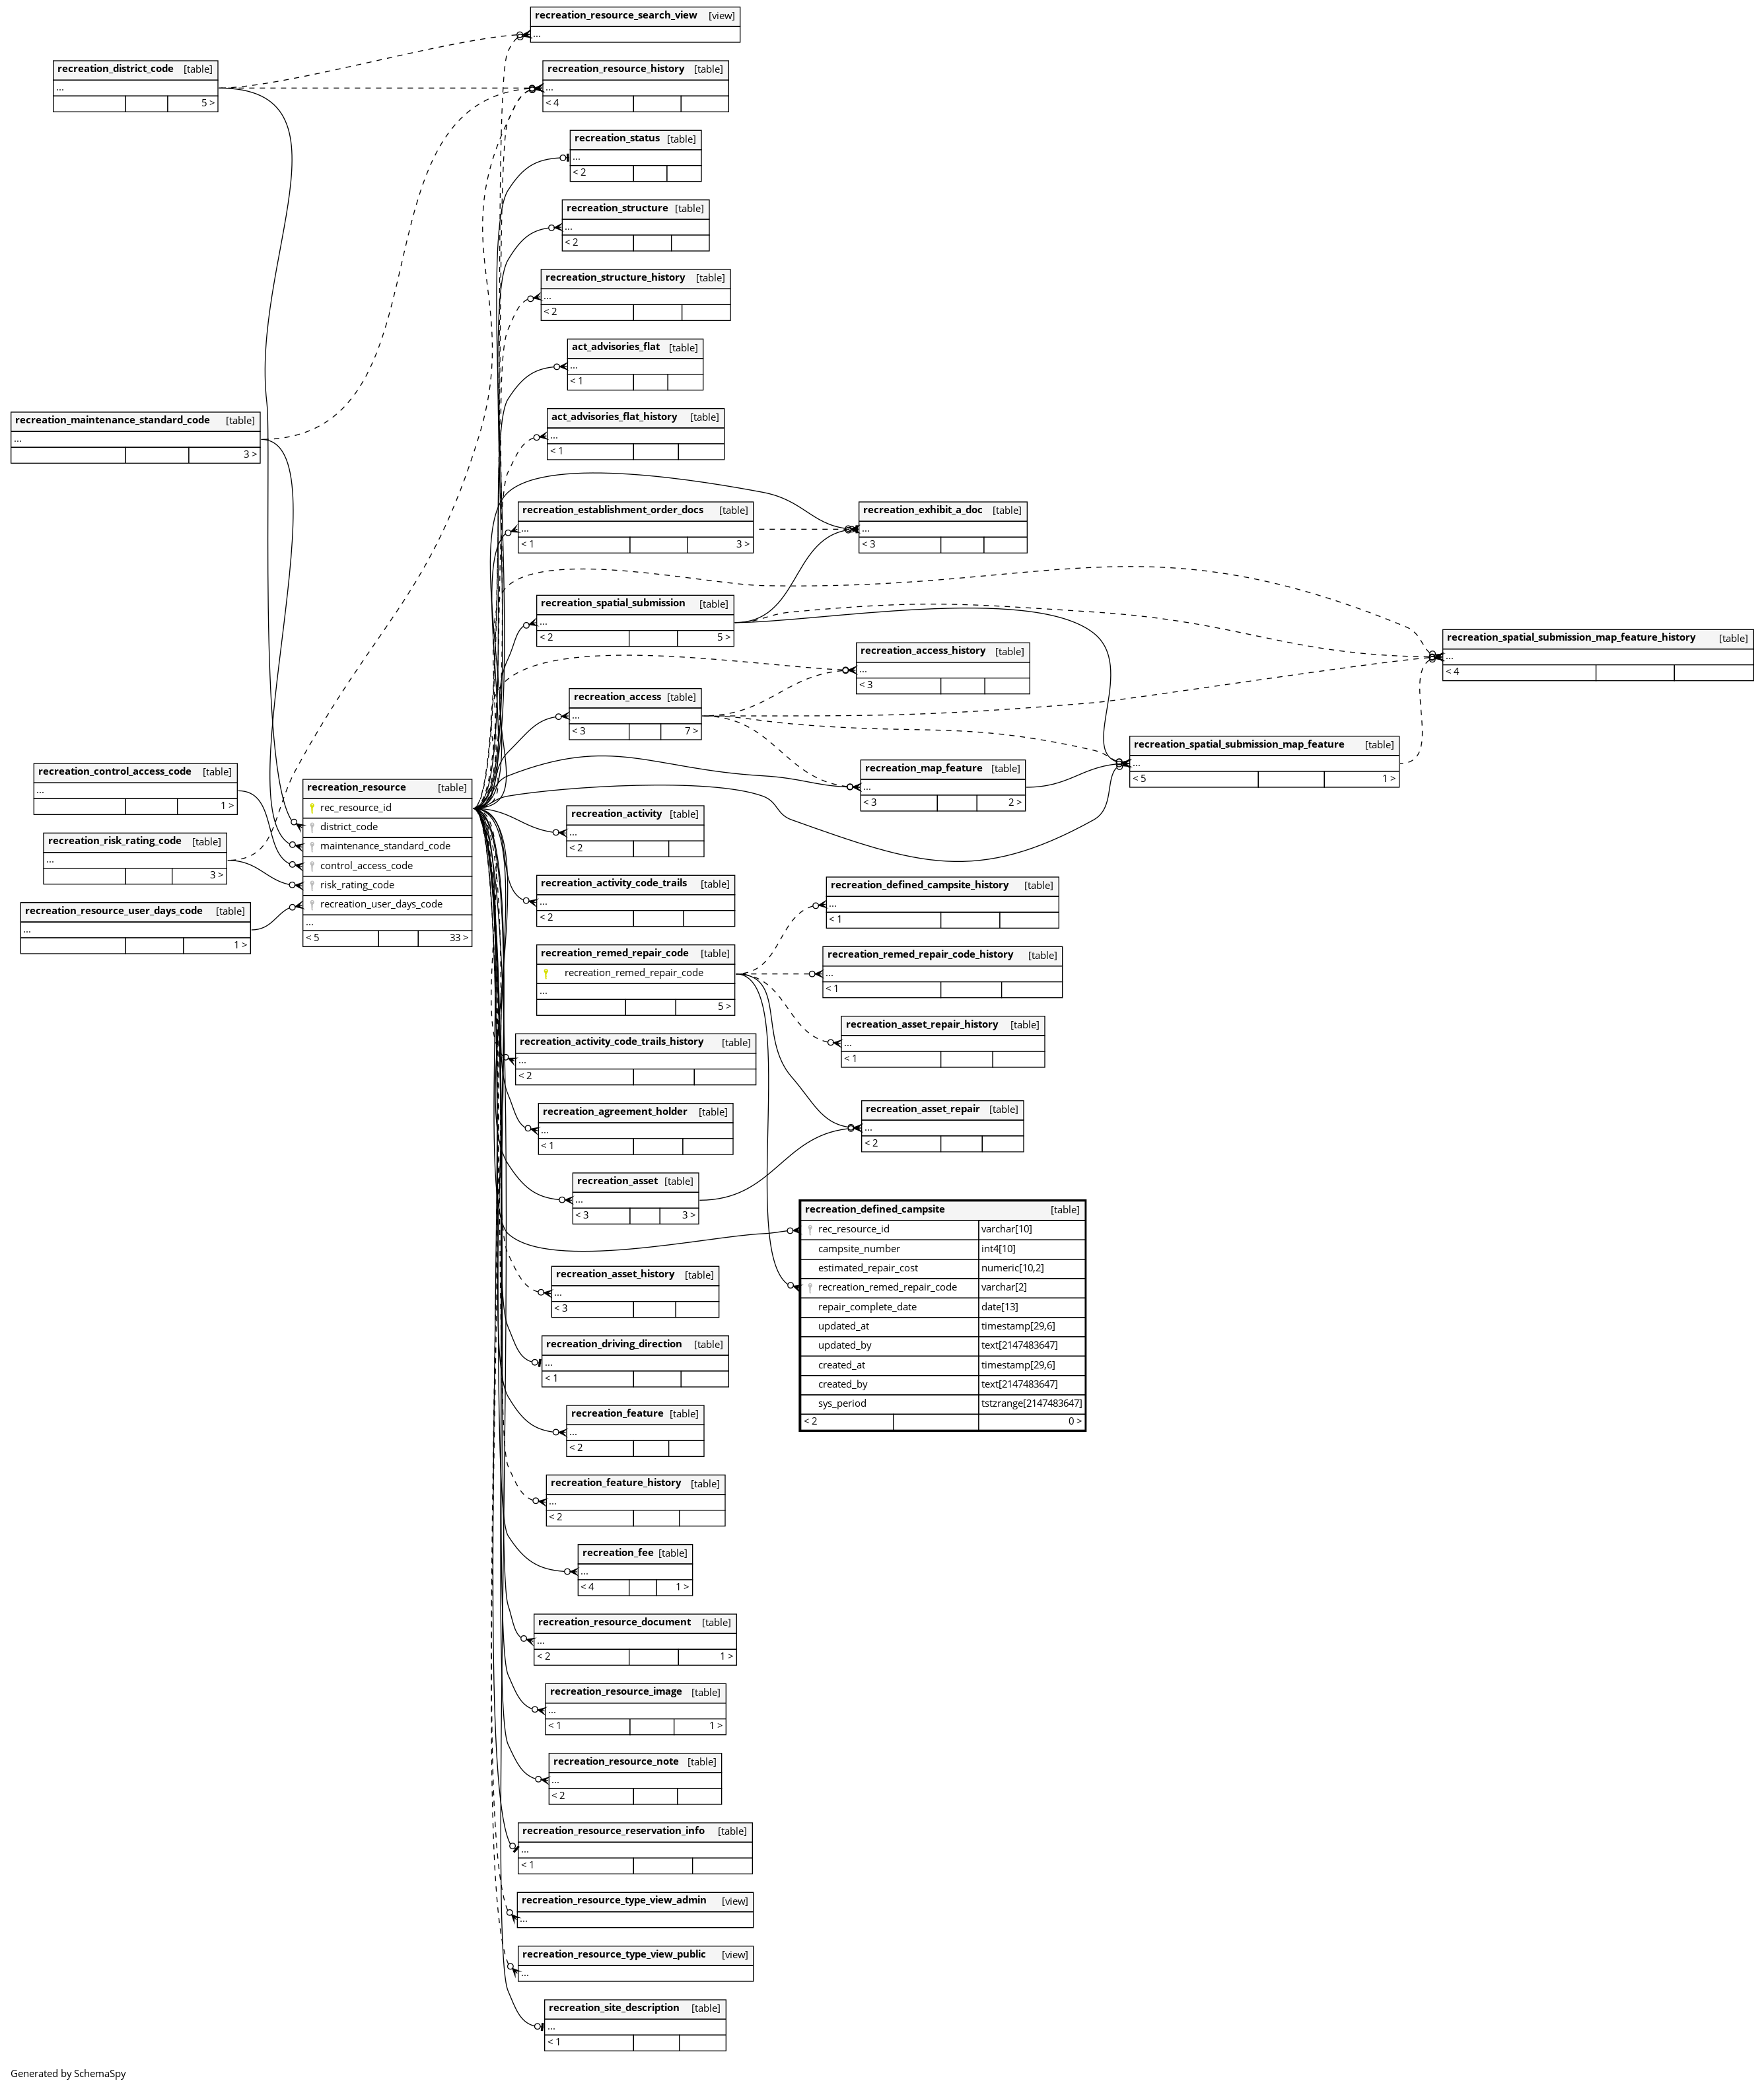 recreation_resource_search_view [view]
...
recreation_district_code [table]
...
5 >
recreation_resource_history [table]
...
< 4
recreation_status [table]
...
< 2
recreation_structure [table]
...
< 2
recreation_structure_history [table]
...
< 2
act_advisories_flat [table]
...
< 1
act_advisories_flat_history [table]
...
< 1
recreation_maintenance_standard_code [table]
...
3 >
recreation_establishment_order_docs [table]
...
< 1 3 >
recreation_exhibit_a_doc [table]
...
< 3
recreation_spatial_submission [table]
...
< 2 5 >
recreation_spatial_submission_map_feature_history [table]
...
< 4
recreation_access_history [table]
...
< 3
recreation_access [table]
...
< 3 7 >
recreation_spatial_submission_map_feature [table]
...
< 5 1 >
recreation_map_feature [table]
...
< 3 2 >
recreation_control_access_code [table]
...
1 >
recreation_risk_rating_code [table]
...
3 >
recreation_resource_user_days_code [table]
...
1 >
recreation_resource [table]
rec_resource_id
district_code
maintenance_standard_code
control_access_code
risk_rating_code
recreation_user_days_code
...
< 5 33 >
recreation_activity [table]
...
< 2
recreation_activity_code_trails [table]
...
< 2
recreation_defined_campsite_history [table]
...
< 1
recreation_remed_repair_code [table]
recreation_remed_repair_code
...
5 >
recreation_remed_repair_code_history [table]
...
< 1
recreation_asset_repair_history [table]
...
< 1
recreation_activity_code_trails_history [table]
...
< 2
recreation_agreement_holder [table]
...
< 1
recreation_asset_repair [table]
...
< 2
recreation_asset [table]
...
< 3 3 >
recreation_defined_campsite [table]
rec_resource_id varchar[10]
campsite_number int4[10]
estimated_repair_cost numeric[10,2]
recreation_remed_repair_code varchar[2]
repair_complete_date date[13]
updated_at timestamp[29,6]
updated_by text[2147483647]
created_at timestamp[29,6]
created_by text[2147483647]
sys_period tstzrange[2147483647]
< 2 0 >
recreation_asset_history [table]
...
< 3
recreation_driving_direction [table]
...
< 1
recreation_feature [table]
...
< 2
recreation_feature_history [table]
...
< 2
recreation_fee [table]
...
< 4 1 >
recreation_resource_document [table]
...
< 2 1 >
recreation_resource_image [table]
...
< 1 1 >
recreation_resource_note [table]
...
< 2
recreation_resource_reservation_info [table]
...
< 1
recreation_resource_type_view_admin [view]
...
recreation_resource_type_view_public [view]
...
recreation_site_description [table]
...
< 1
Generated by SchemaSpy